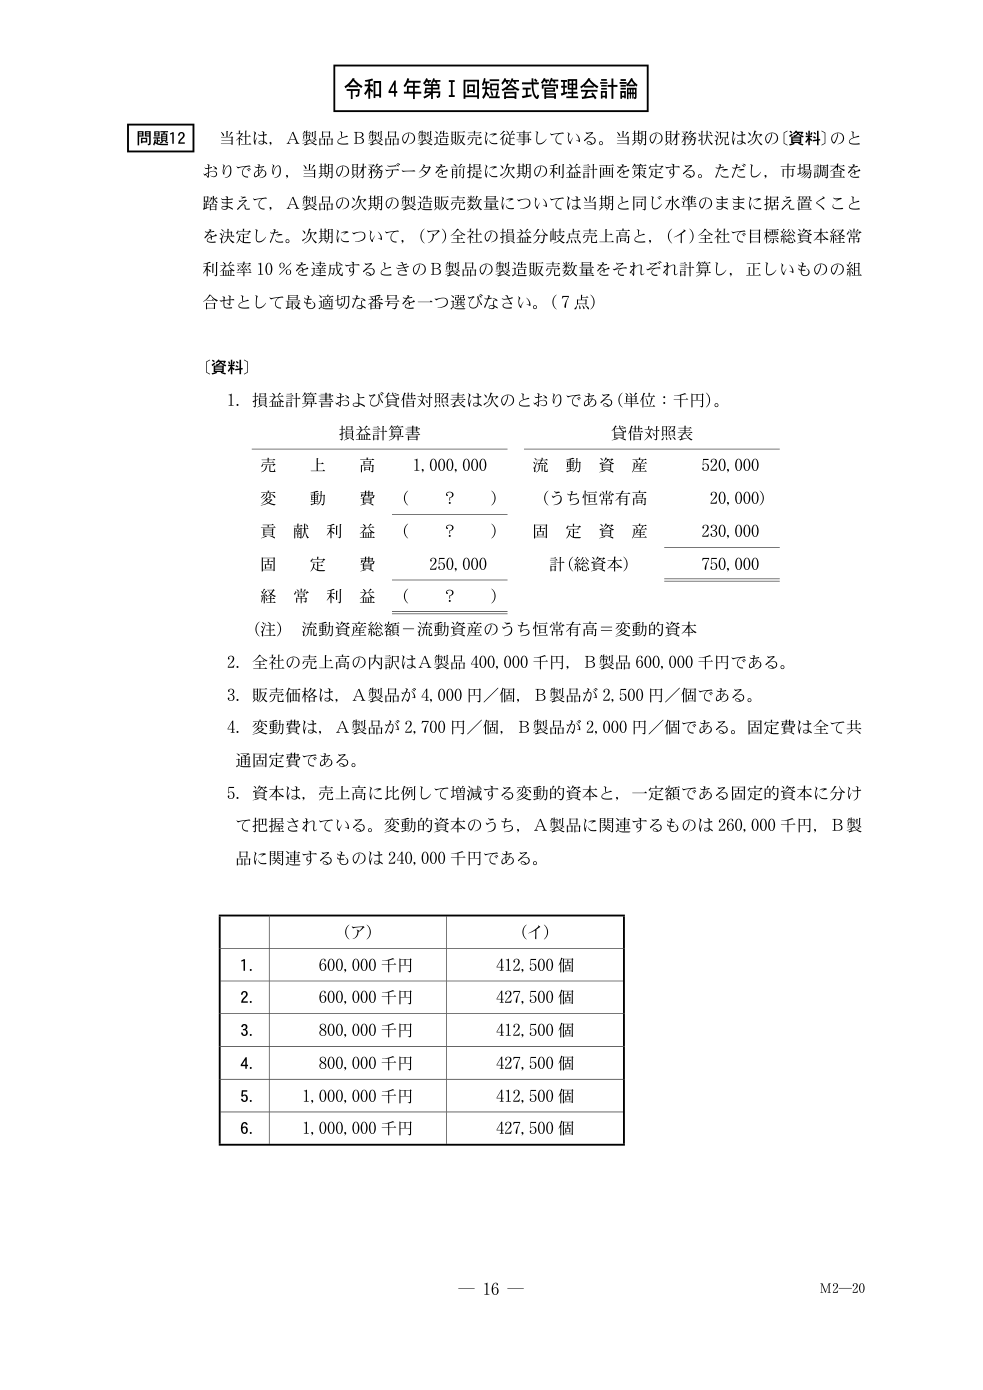 令和4年第Ⅰ回短答式管理会計論
問題12 当社は，A製品とB製品の製造販売に従事している。当期の財務状況は次の〔資料〕のと
おりであり，当期の財務データを前提に次期の利益計画を策定する。ただし，市場調査を
踏まえて，A製品の次期の製造販売数量については当期と同じ水準のままに据え置くこと
を決定した。次期について，(ア)全社の損益分岐点売上高と，(イ)全社で目標総資本経常
利益率10％を達成するときのB製品の製造販売数量をそれぞれ計算し，正しいものの組
合せとして最も適切な番号を一つ選びなさい。(7点)
〔資料〕
1. 損益計算書および貸借対照表は次のとおりである(単位：千円)。
損益計算書 貸借対照表
売上高 1,000,000 流動資産 520,000
変動費 ( ? ) (うち恒常有高 20,000)
貢献利益 ( ? ) 固定資産 230,000
固定費 250,000 計(総資本) 750,000
経常利益 ( ? )
(注) 流動資産総額－流動資産のうち恒常有高＝変動的資本
2. 全社の売上高の内訳はA製品400,000千円，B製品600,000千円である。
3. 販売価格は，A製品が4,000円／個，B製品が2,500円／個である。
4. 変動費は，A製品が2,700円／個，B製品が2,000円／個である。固定費は全て共
通固定費である。
5. 資本は，売上高に比例して増減する変動的資本と，一定額である固定的資本に分け
て把握されている。変動的資本のうち，A製品に関連するものは260,000千円，B製
品に関連するものは240,000千円である。
(ア) (イ)
1. 600,000千円 412,500個
2. 600,000千円 427,500個
3. 800,000千円 412,500個
4. 800,000千円 427,500個
5. 1,000,000千円 412,500個
6. 1,000,000千円 427,500個
— 16 — M2—20